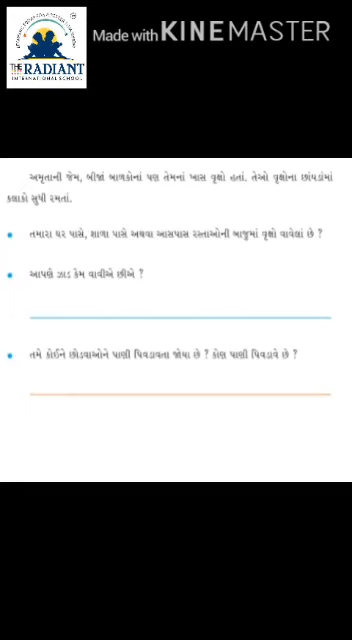 Made with KINEMASTER
THE RADIANT
INTERNATIONAL SCHOOL
અમૃતાની જેમ, બીજાં બાળકોનાં પણ તેમનાં ખાસ વૃક્ષો હતાં. તેઓ વૃક્ષોના છાંયડાંમાં
કલાકો સુધી રમતાં.
• તમારા ઘર પાસે, શાળા પાસે અથવા આસપાસ રસ્તાઓની બાજુમાં વૃક્ષો વાવેલાં છે ?
• આપણે ઝાડ કેમ વાવીએ છીએ ?
• તમે કોઈને છોડવાઓને પાણી પિવડાવતા જોયા છે ? કોણ પાણી પિવડાવે છે ?